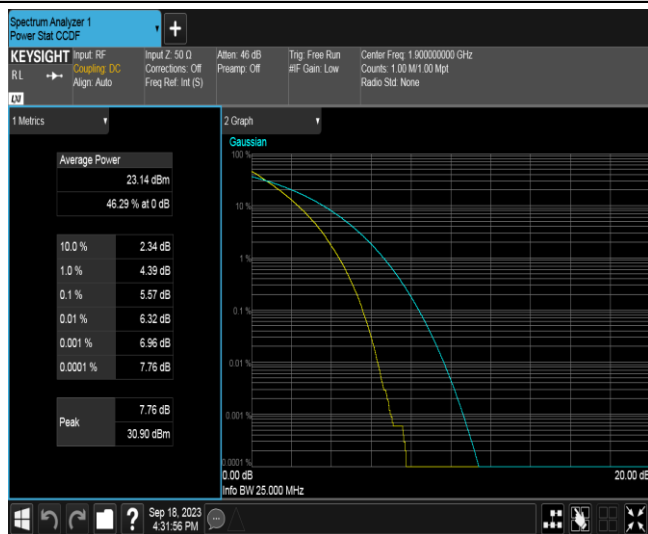 Spectrum Analyzer 1
Power Stat CCDF
+
KEYSIGHT
RL
LXI
Input: RF
Coupling: DC
Align: Auto
Input Z: 50 Ω
Corrections: Off
Freq Ref: Int (S)
Atten: 46 dB
Preamp: Off
Trig: Free Run
#IF Gain: Low
Center Freq: 1.900000000 GHz
Counts: 1.00 M/1.00 Mpt
Radio Std: None
1 Metrics
Average Power
23.14 dBm
46.29 % at 0 dB
10.0 % 2.34 dB
1.0 % 4.39 dB
0.1 % 5.57 dB
0.01 % 6.32 dB
0.001 % 6.96 dB
0.0001 % 7.76 dB
Peak
7.76 dB
30.90 dBm
2 Graph
Gaussian
100 %
10 %
1 %
0.1 %
0.01 %
0.001 %
0.0001 %
0.00 dB 20.00 dB
Info BW 25.000 MHz
?
Sep 18, 2023
4:31:56 PM